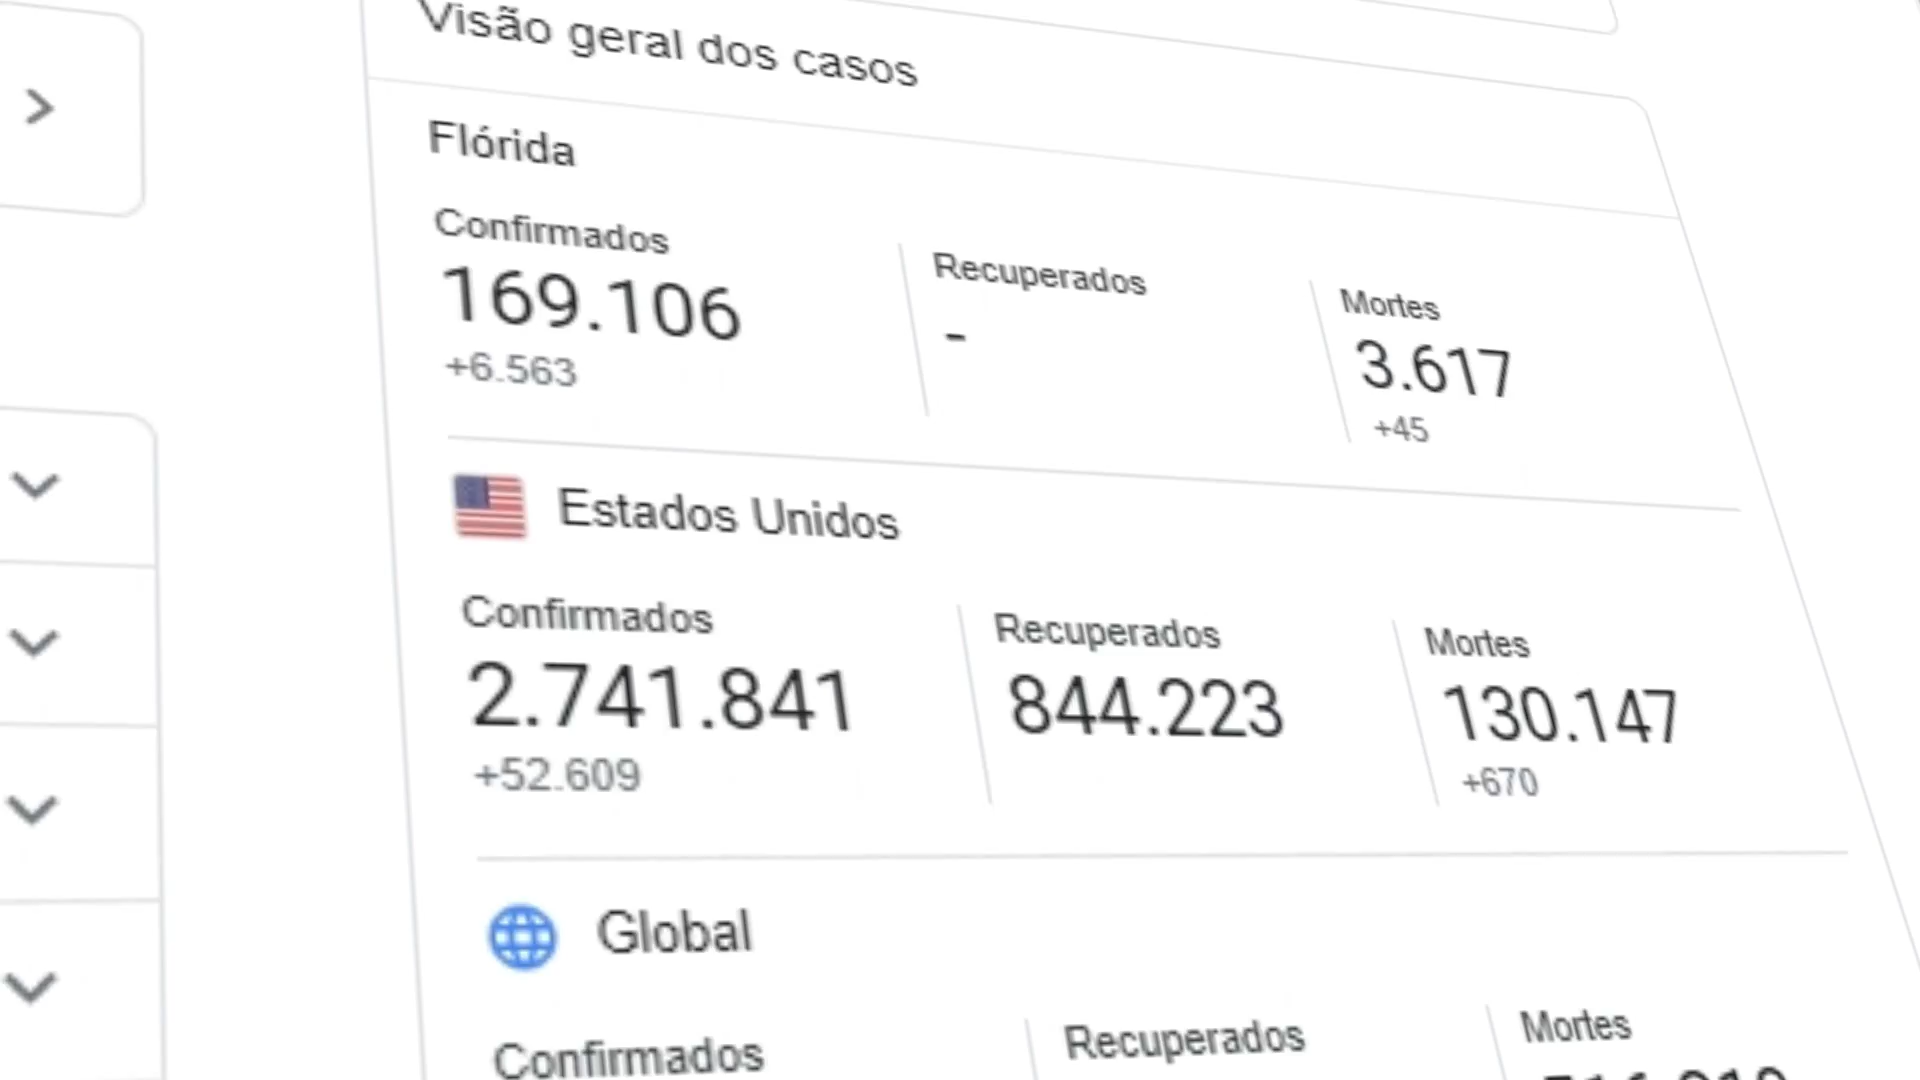 Visão geral dos casos
Flórida
Confirmados
169.106
+6.563
Recuperados
-
Mortes
3.617
+45
Estados Unidos
Confirmados
2.741.841
+52.609
Recuperados
844.223
Mortes
130.147
+670
Global
Confirmados
Recuperados
Mortes